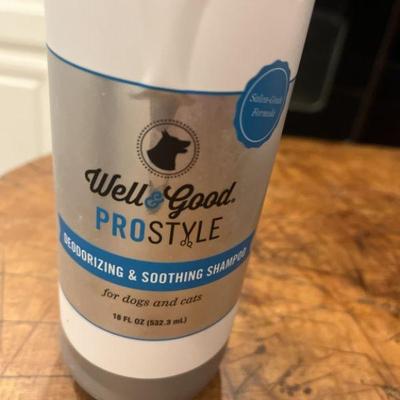 Salon-Grade
Formula
Well & Good.
PROSTYLE
DEODORIZING & SOOTHING SHAMPOO
for dogs and cats
18 FL OZ (532.3 mL)